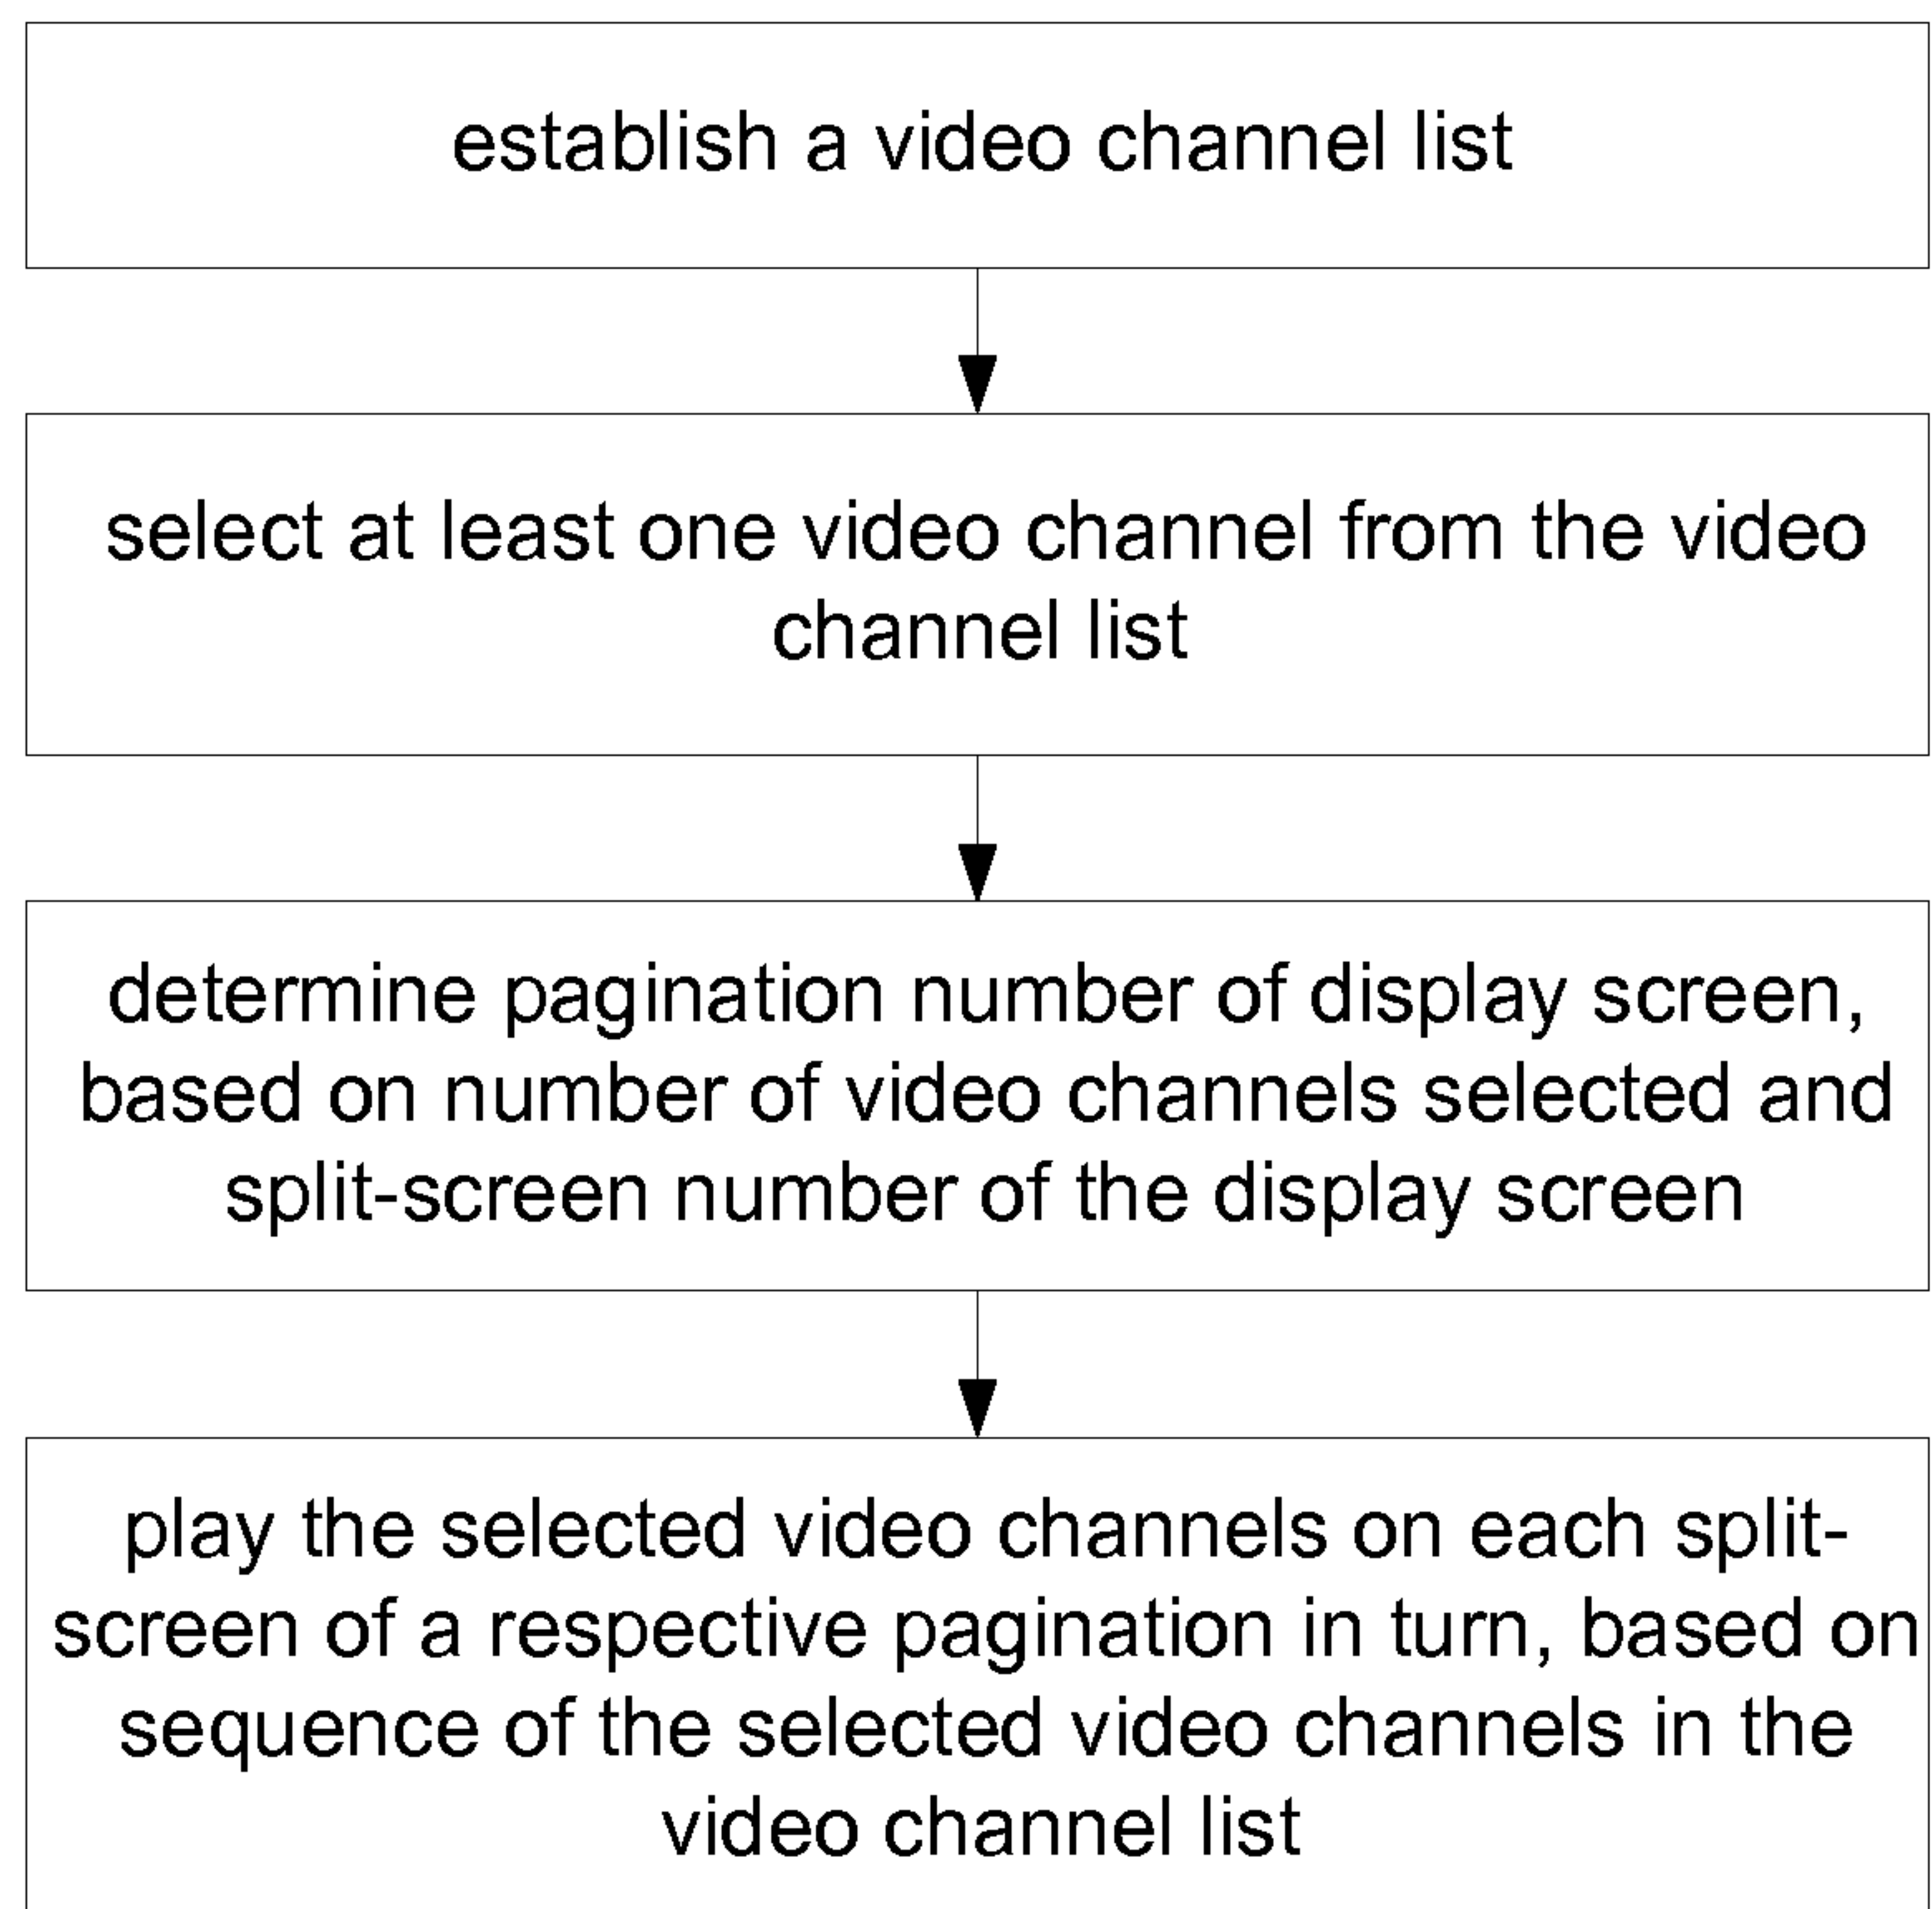 establish a video channel list
select at least one video channel from the video
channel list
determine pagination number of display screen,
based on number of video channels selected and
split-screen number of the display screen
play the selected video channels on each split-
screen of a respective pagination in turn, based on
sequence of the selected video channels in the
video channel list